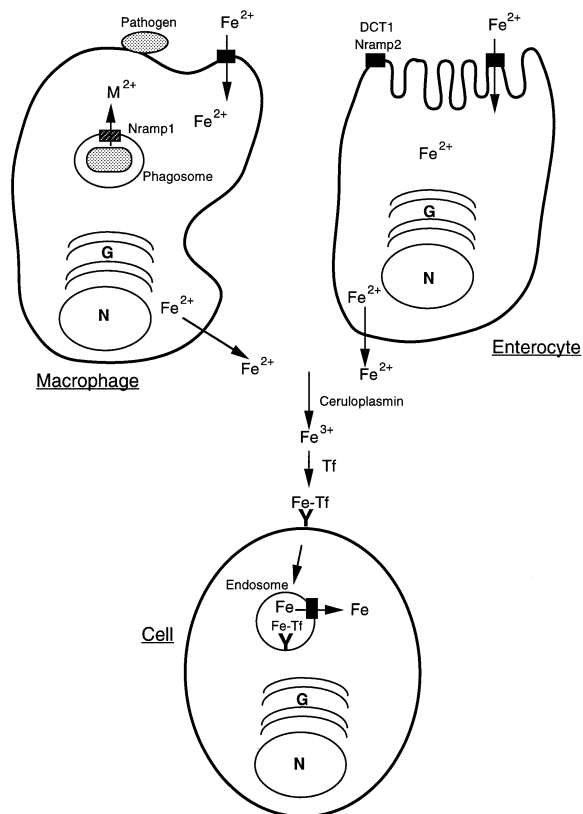 Pathogen
Fe2+
M2+
Fe2+
Nramp1
Phagosome
G
N
Fe2+
Fe2+
Macrophage
DCT1
Nramp2
Fe2+
Fe2+
G
N
Fe2+
Fe2+
Enterocyte
Ceruloplasmin
Fe3+
Tf
Fe-Tf
Endosome
Fe
Fe
Fe-Tf
Cell
G
N